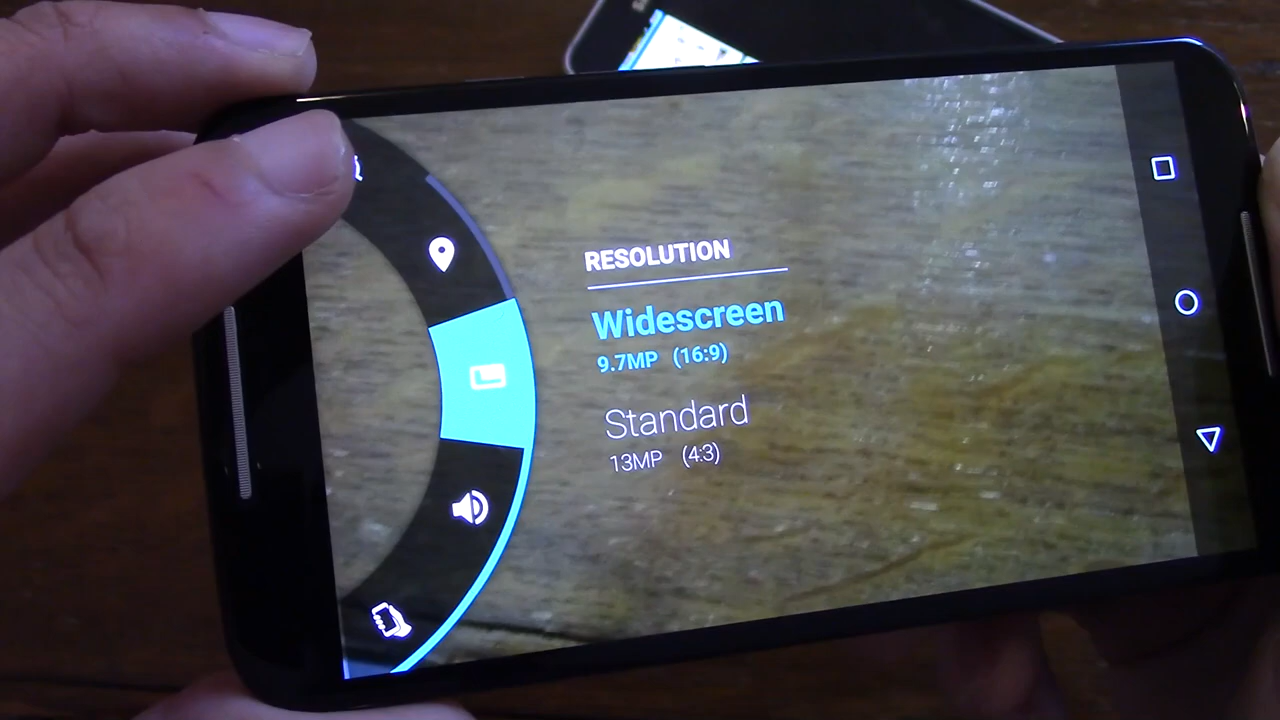 RESOLUTION
Widescreen
9.7MP (16:9)
Standard
13MP (4:3)